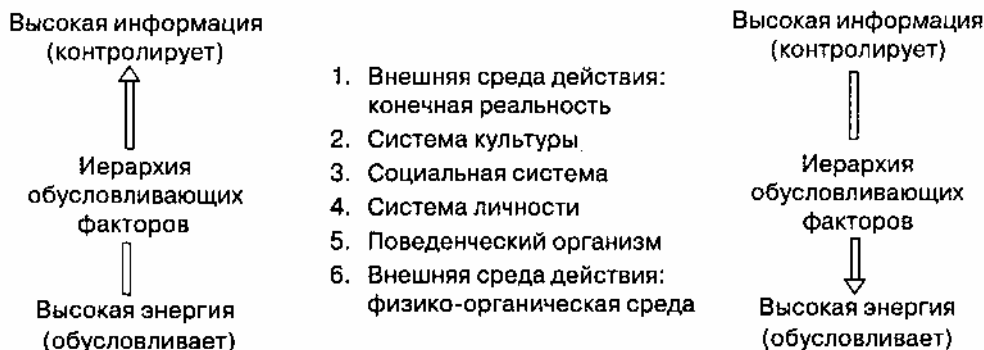 Высокая информация
(контролирует)
Иерархия
обусловливающих
факторов
Высокая энергия
(обусловливает)
1. Внешняя среда действия:
конечная реальность
2. Система культуры
3. Социальная система
4. Система личности
5. Поведенческий организм
6. Внешняя среда действия:
физико-органическая среда
Высокая информация
(контролирует)
Иерархия
обусловливающих
факторов
Высокая энергия
(обусловливает)